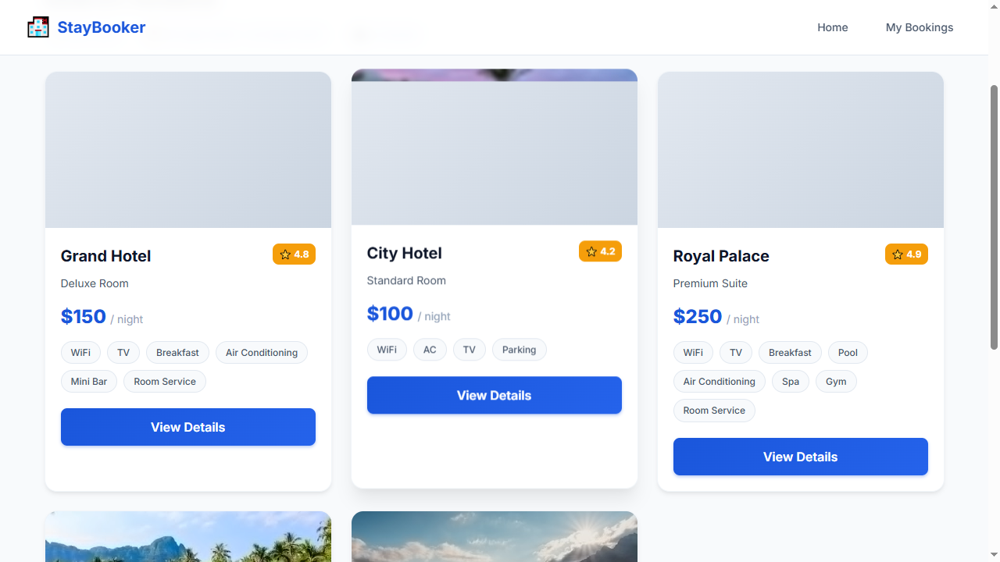 StayBooker
Home
My Bookings
Grand Hotel
4.8
Deluxe Room
$150 / night
WiFi
TV
Breakfast
Air Conditioning
Mini Bar
Room Service
View Details
City Hotel
4.2
Standard Room
$100 / night
WiFi
AC
TV
Parking
View Details
Royal Palace
4.9
Premium Suite
$250 / night
WiFi
TV
Breakfast
Pool
Air Conditioning
Spa
Gym
Room Service
View Details